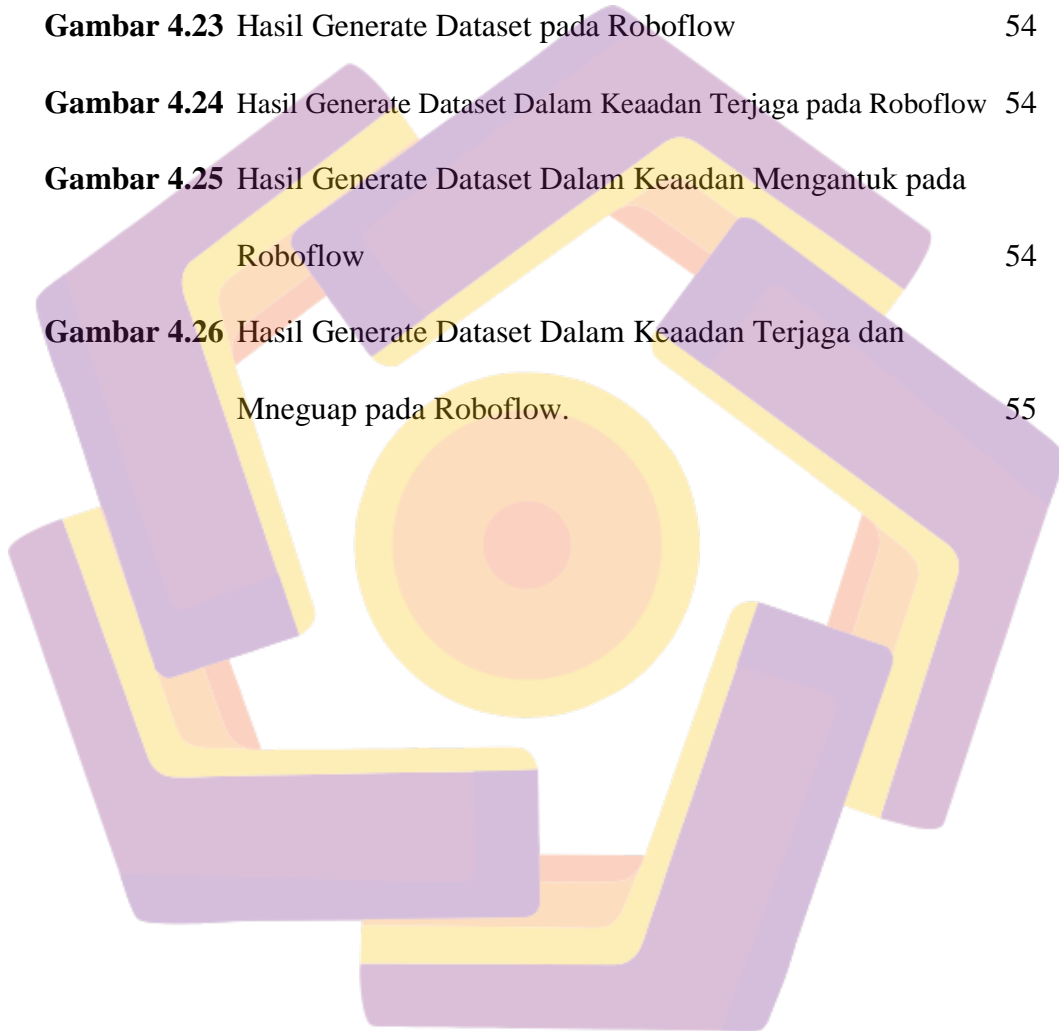 Gambar 4.23 Hasil Generate Dataset pada Roboflow 54
Gambar 4.24 Hasil Generate Dataset Dalam Keaadan Terjaga pada Roboflow 54
Gambar 4.25 Hasil Generate Dataset Dalam Keaadan Mengantuk pada
Roboflow 54
Gambar 4.26 Hasil Generate Dataset Dalam Keaadan Terjaga dan
Mneguap pada Roboflow. 55